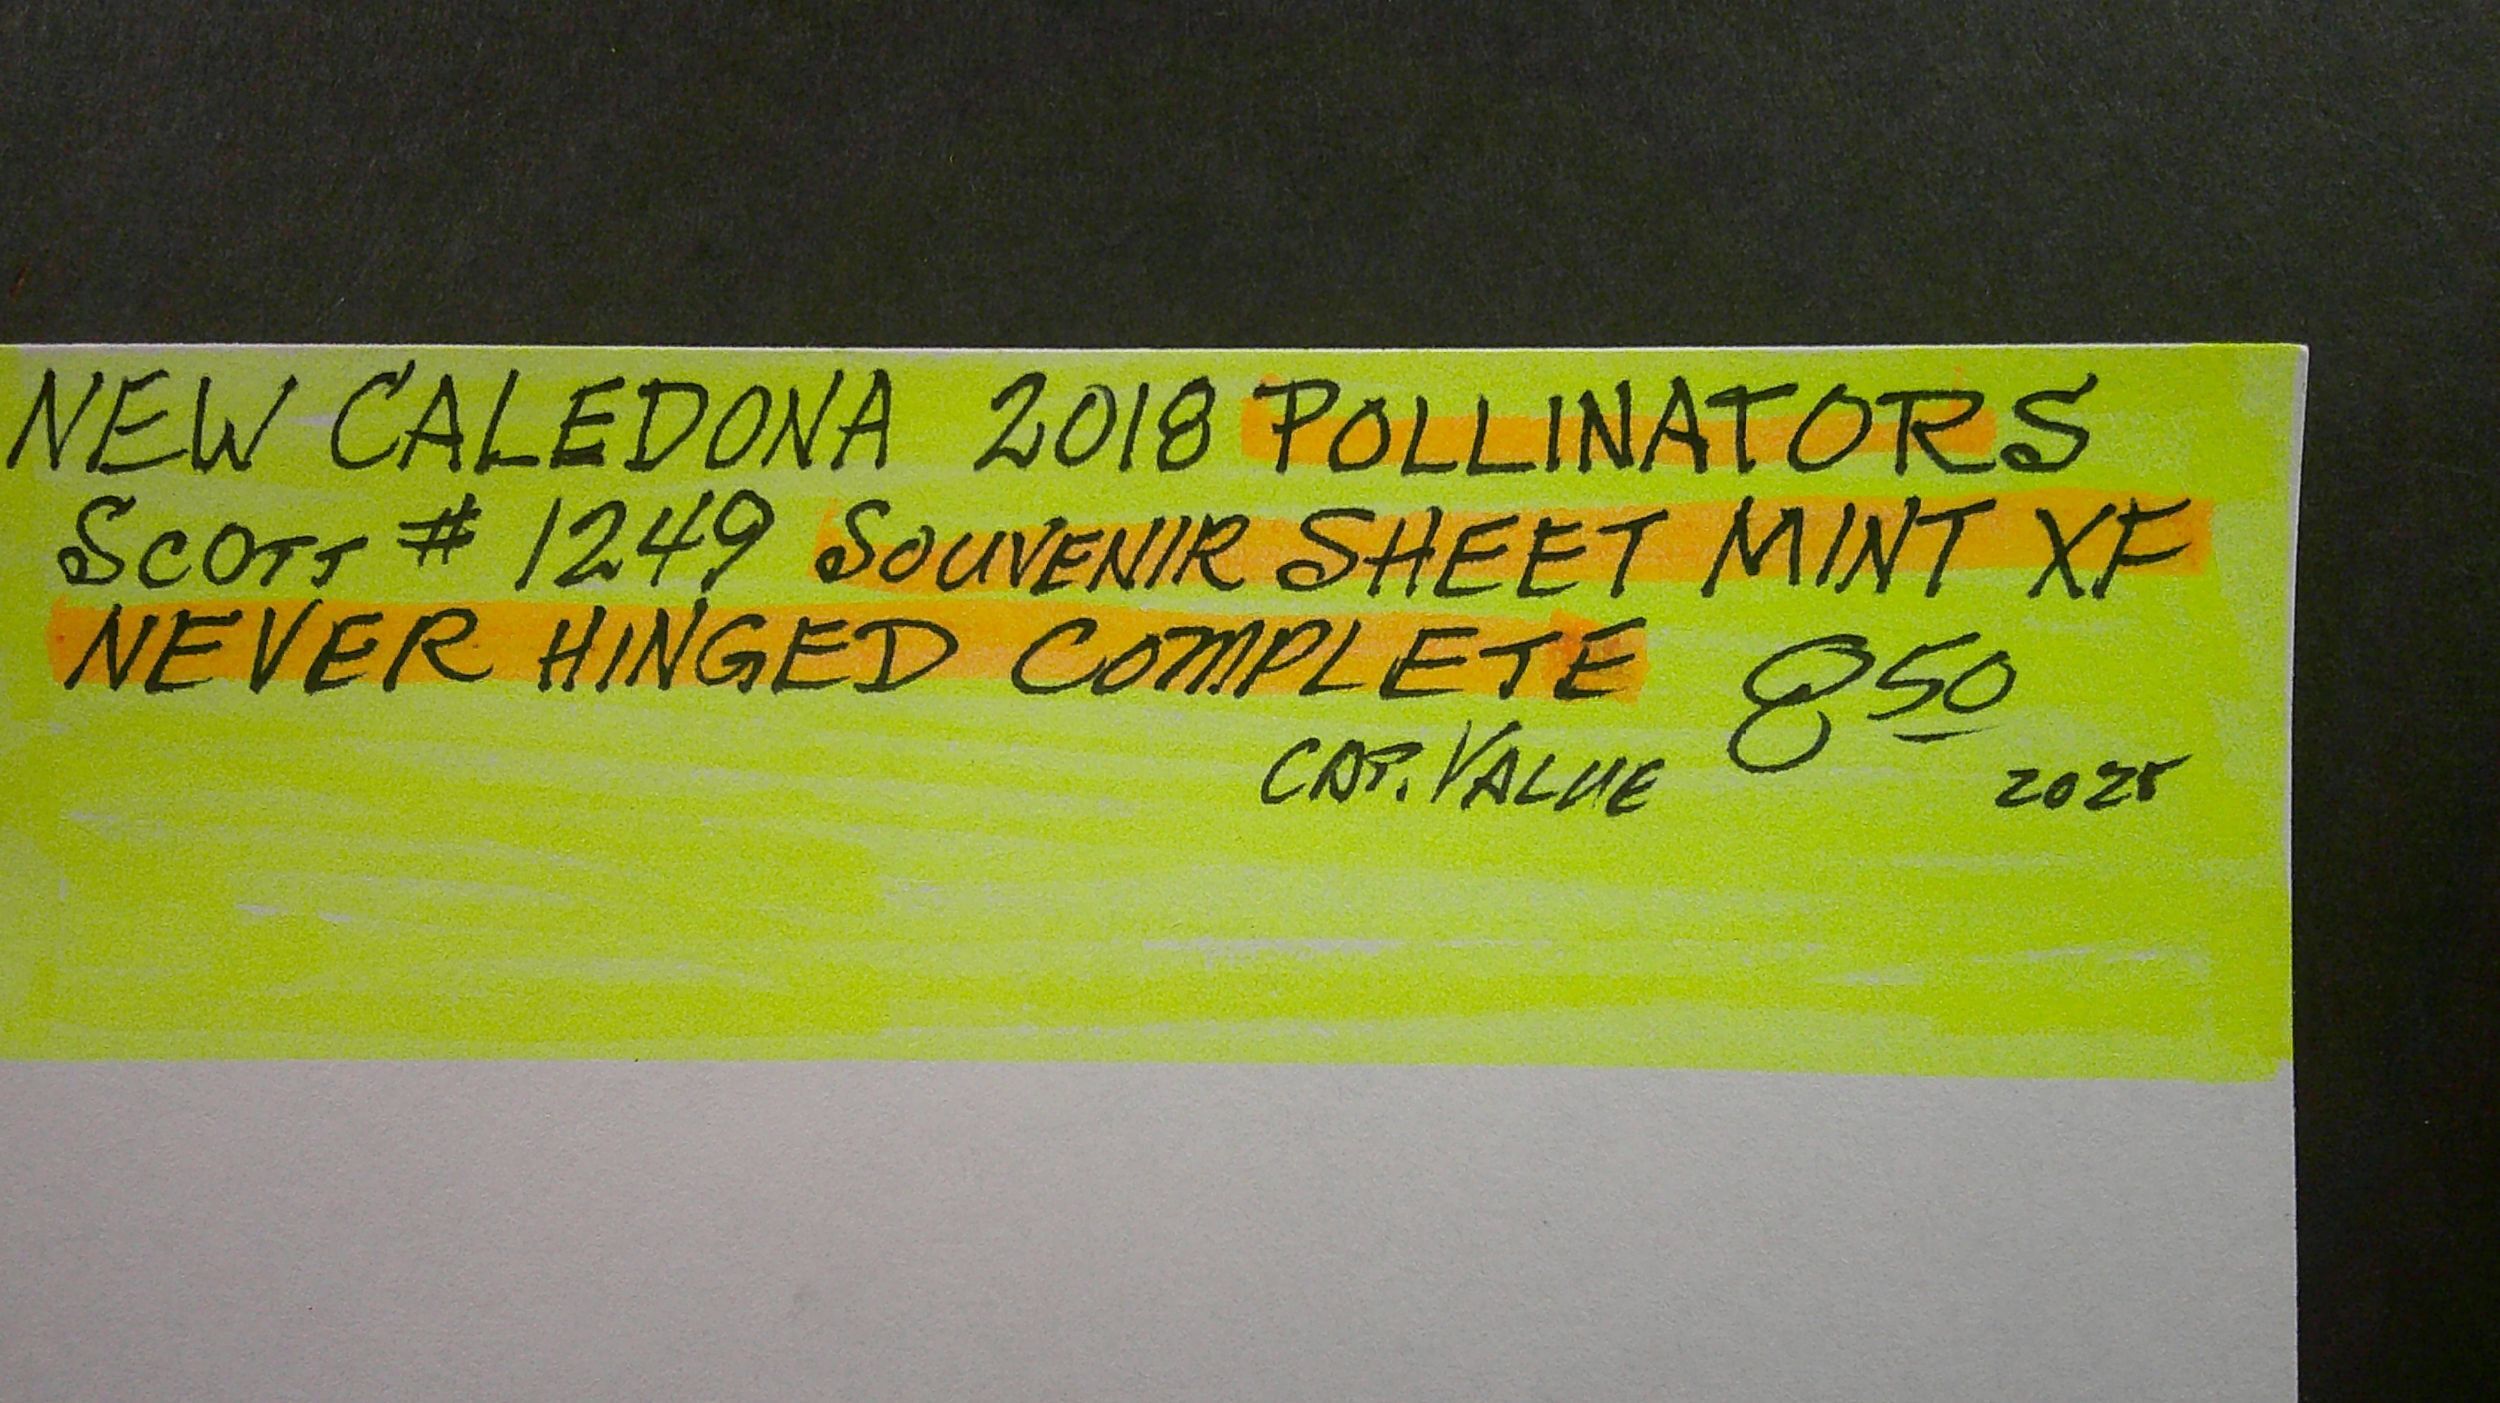 NEW CALEDONA 2018 POLLINATORS
SCOTT # 1249 SOUVENIR SHEET MINT XF
NEVER HINGED COMPLETE 8 50
CAT. VALUE 2025